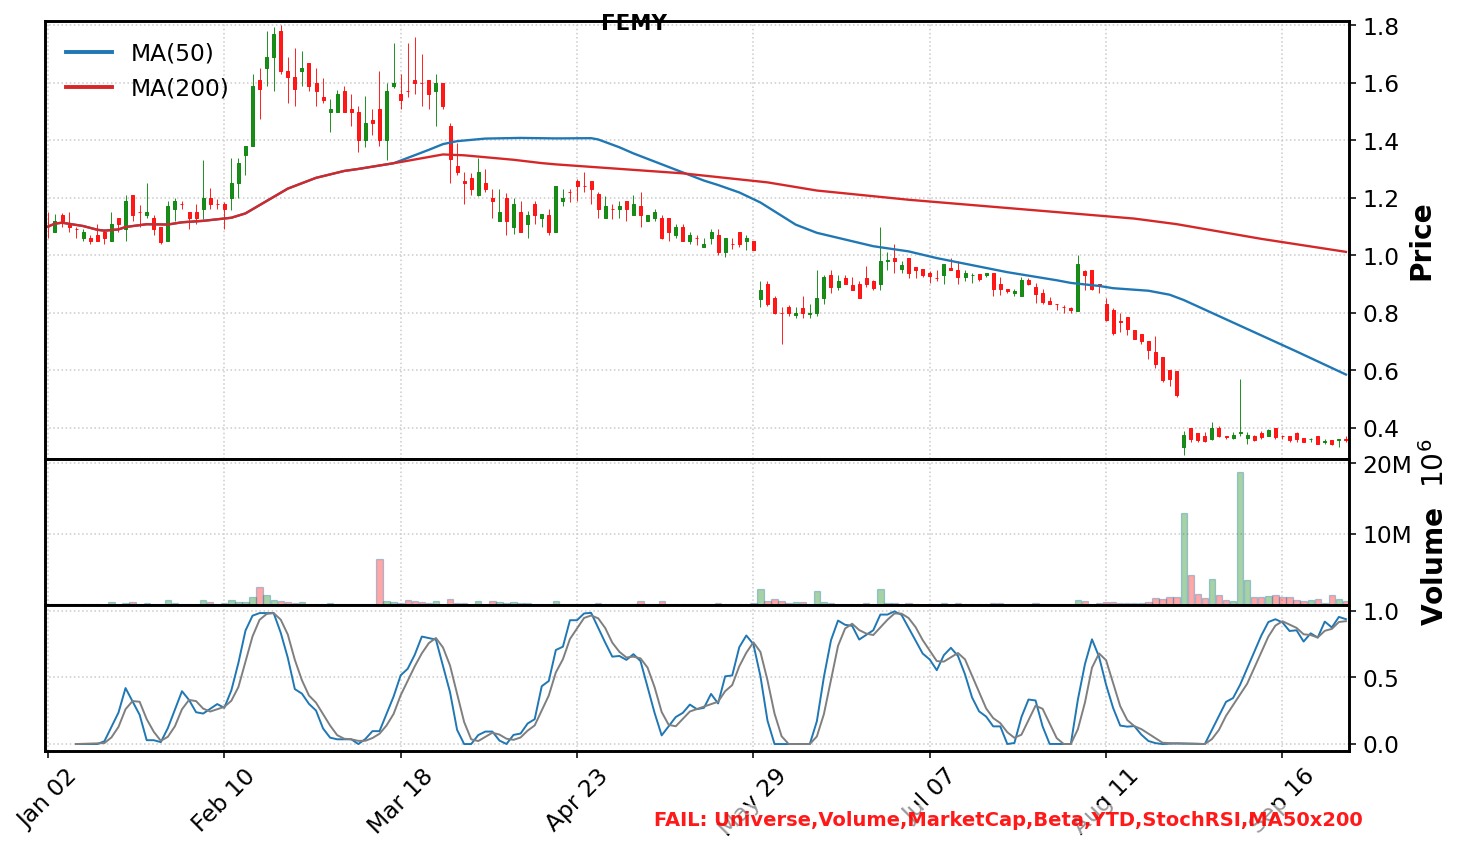 FEMY
MA(50)
MA(200)
1.8
1.6
1.4
1.2
1.0
0.8
0.6
0.4
Price
20M
10M
Volume 10^6
1.0
0.5
0.0
Jan 02
Feb 10
Mar 18
Apr 23
May 29
Jul 07
Aug 11
Sep 16
FAIL: Universe,Volume,MarketCap,Beta,YTD,StochRSI,MA50x200